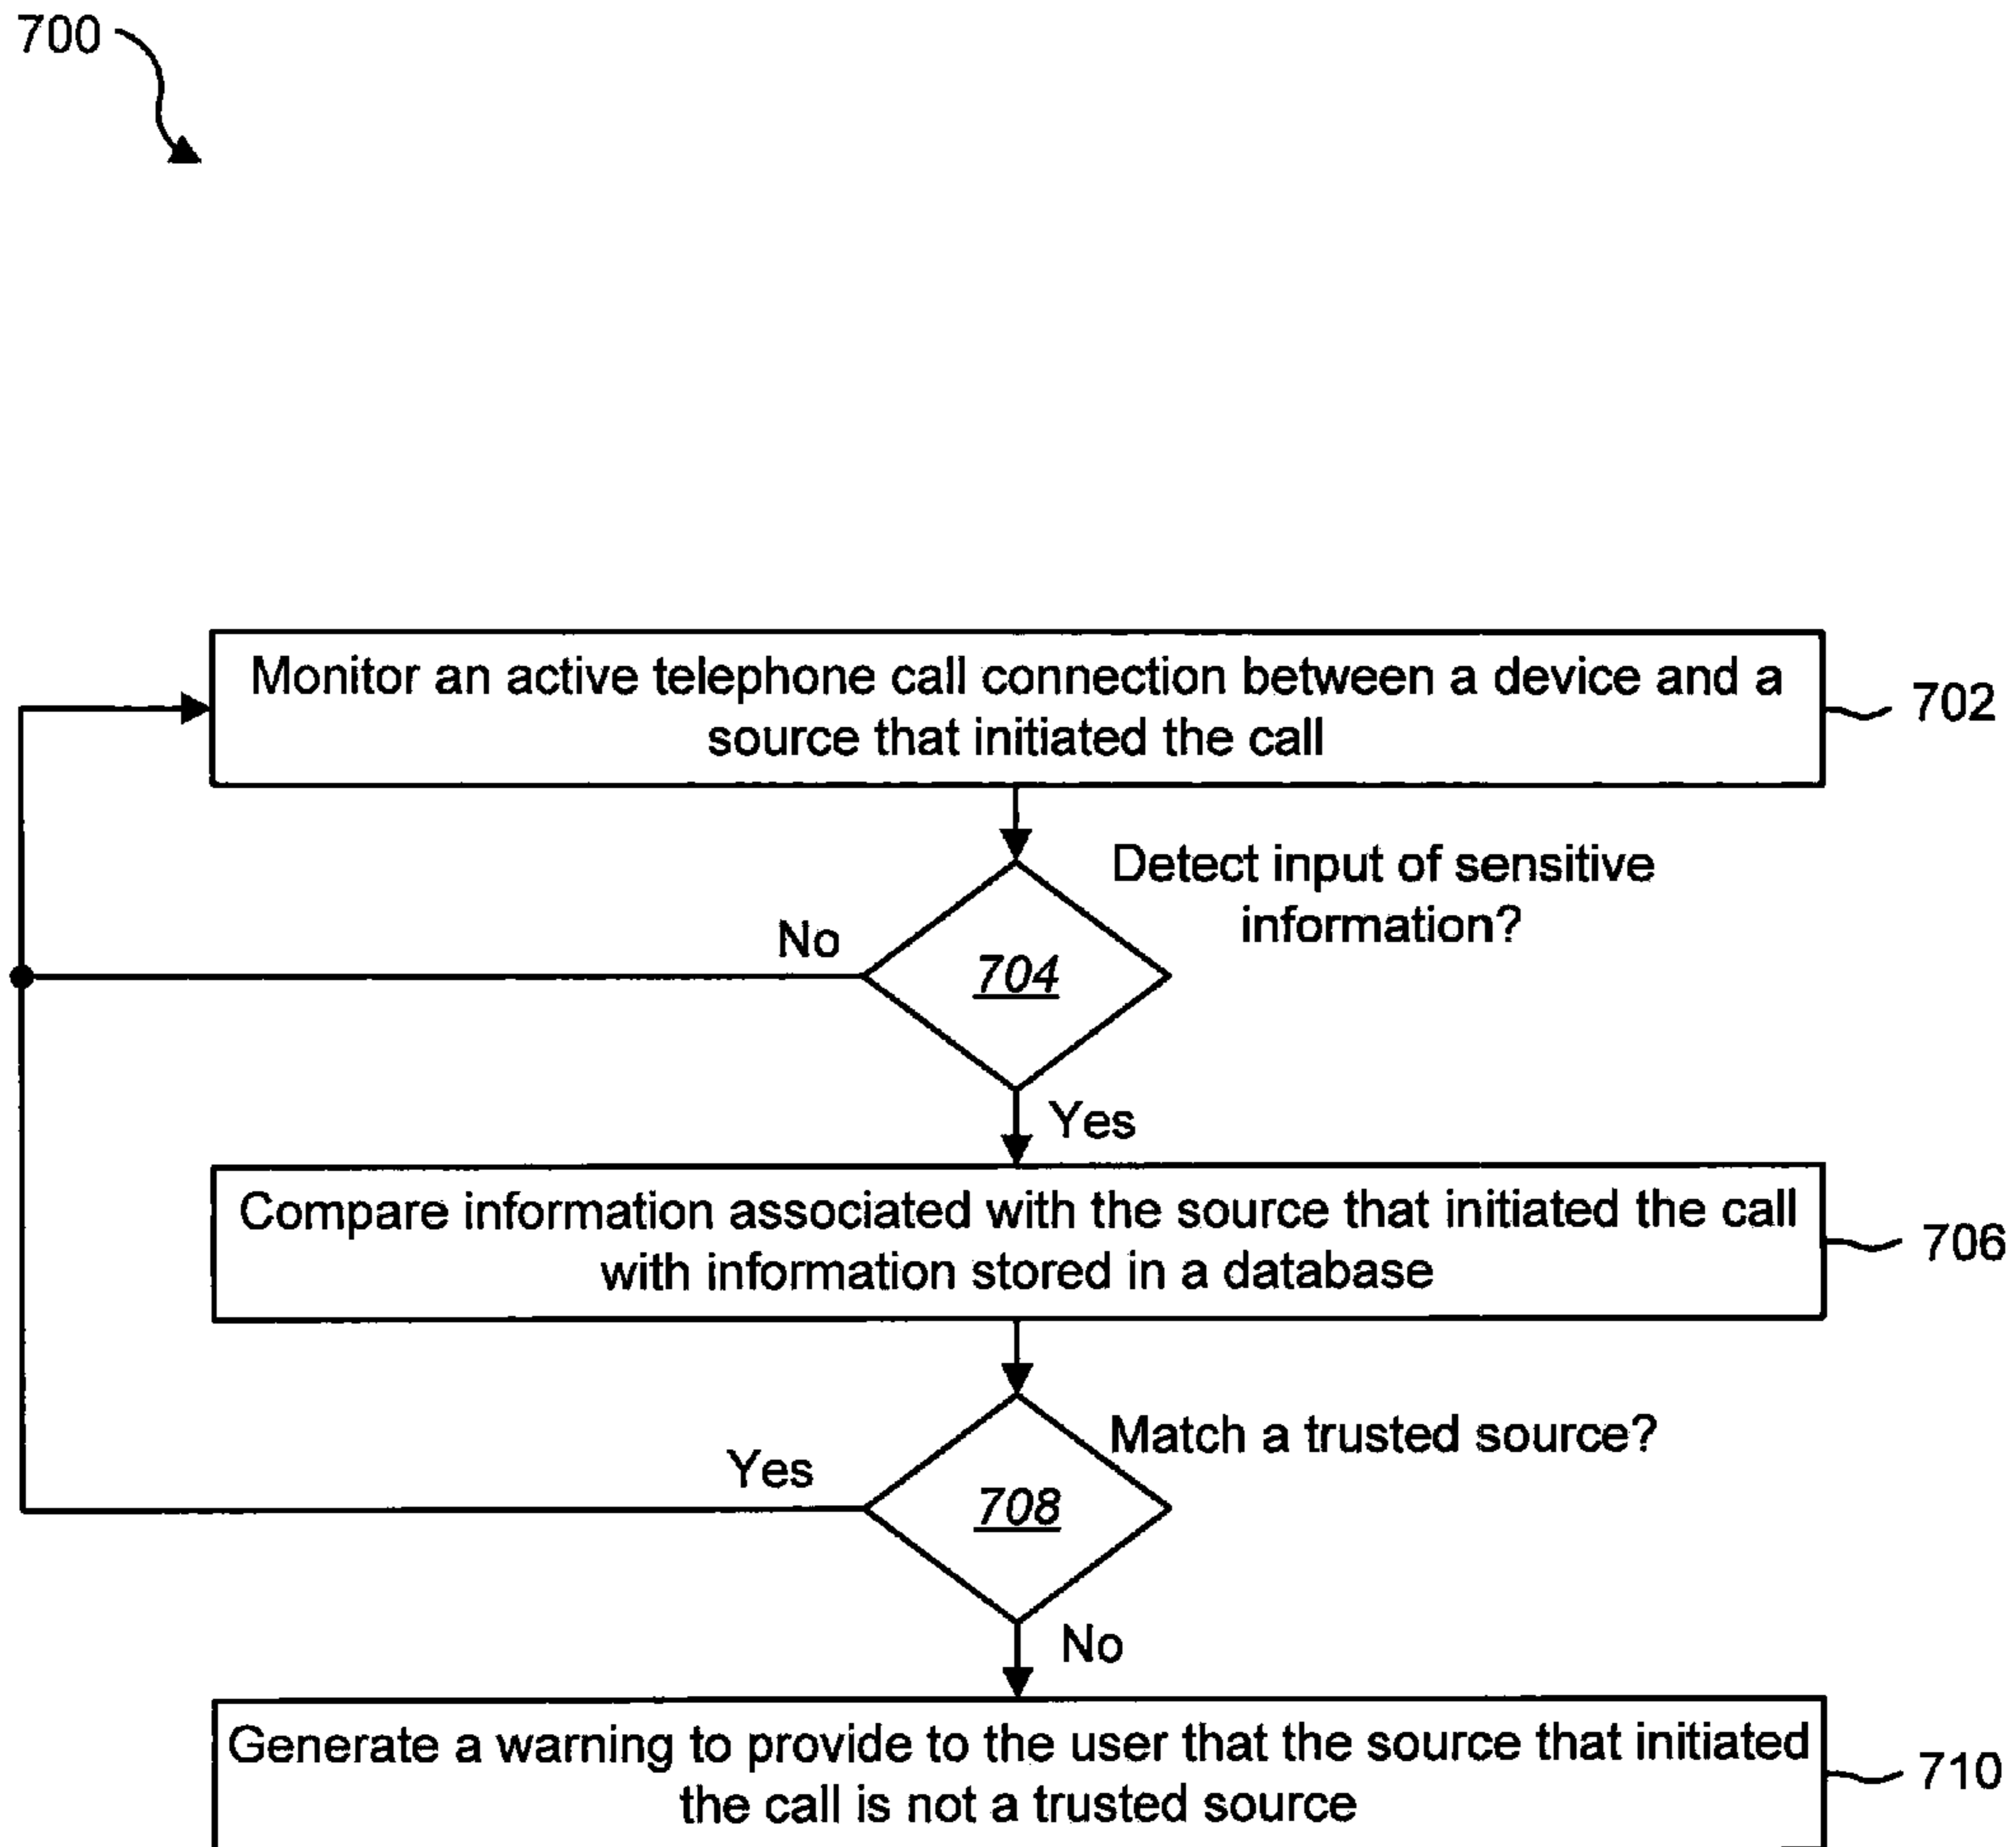 700
Monitor an active telephone call connection between a device and a
source that initiated the call
702
Detect input of sensitive
information?
No
704
Yes
Compare information associated with the source that initiated the call
with information stored in a database
706
Match a trusted source?
Yes
708
No
Generate a warning to provide to the user that the source that initiated
the call is not a trusted source
710